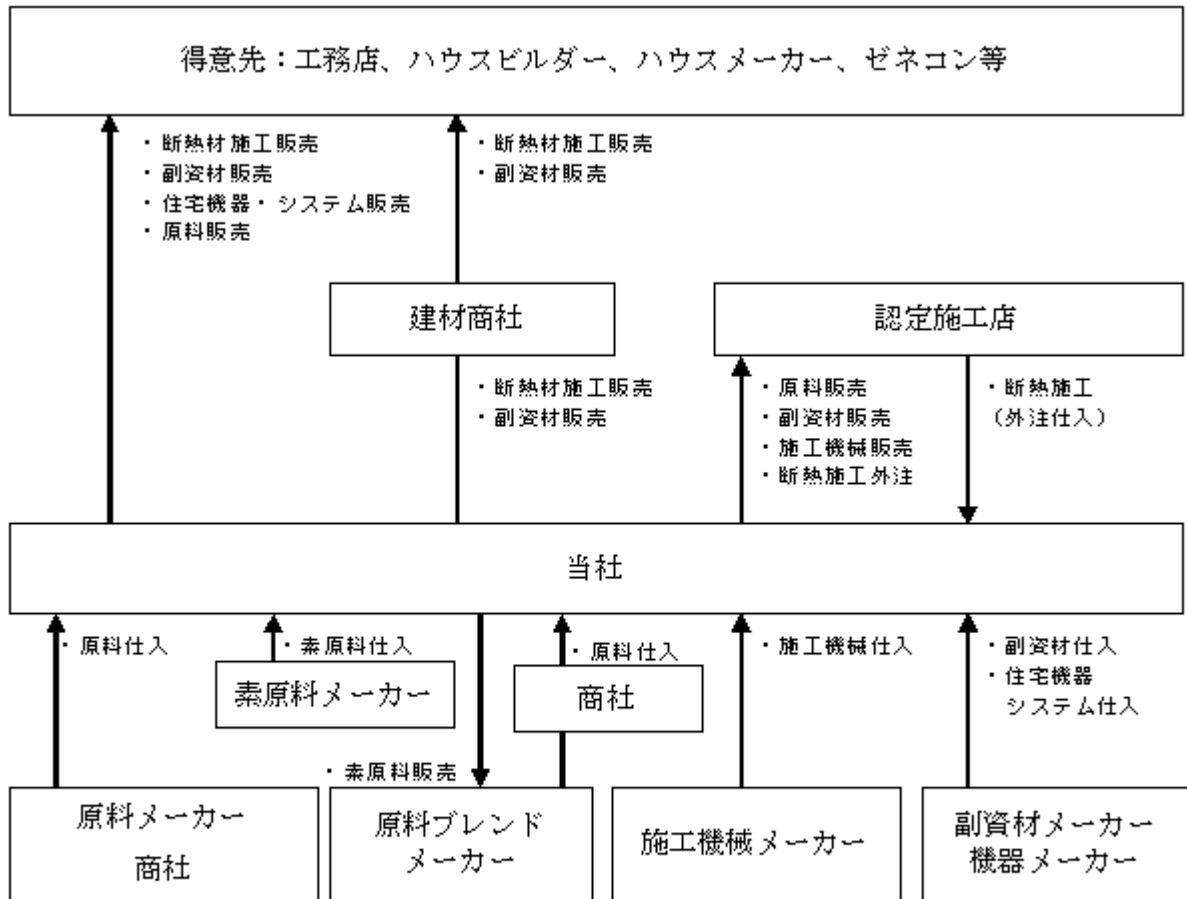 得意先：工務店、ハウスビルダー、ハウスメーカー、ゼネコン等
・断熱材施工販売
・副資材販売
・住宅機器・システム販売
・原料販売
・断熱材施工販売
・副資材販売
建材商社
認定施工店
・断熱材施工販売
・副資材販売
・原料販売
・副資材販売
・施工機械販売
・断熱施工外注
・断熱施工
（外注仕入）
当社
・原料仕入
・素原料仕入
・原料仕入
・施工機械仕入
・副資材仕入
・住宅機器
システム仕入
素原料メーカー
商社
・素原料販売
原料メーカー
商社
原料ブレンド
メーカー
施工機械メーカー
副資材メーカー
機器メーカー